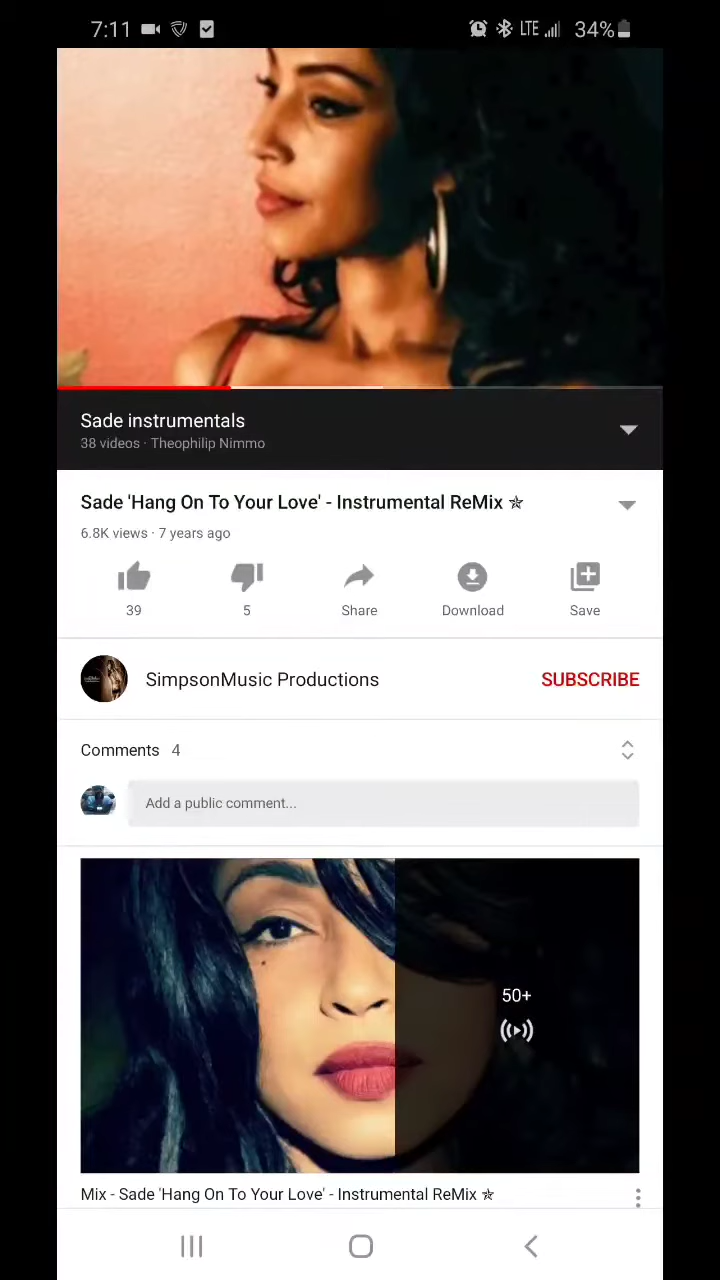 7:11 LTE 34%
Sade instrumentals
38 videos · Theophilip Nimmo
Sade 'Hang On To Your Love' - Instrumental ReMix ✯
6.8K views · 7 years ago
39 5 Share Download Save
SimpsonMusic Productions SUBSCRIBE
Comments 4
Add a public comment...
50+
Mix - Sade 'Hang On To Your Love' - Instrumental ReMix ✯